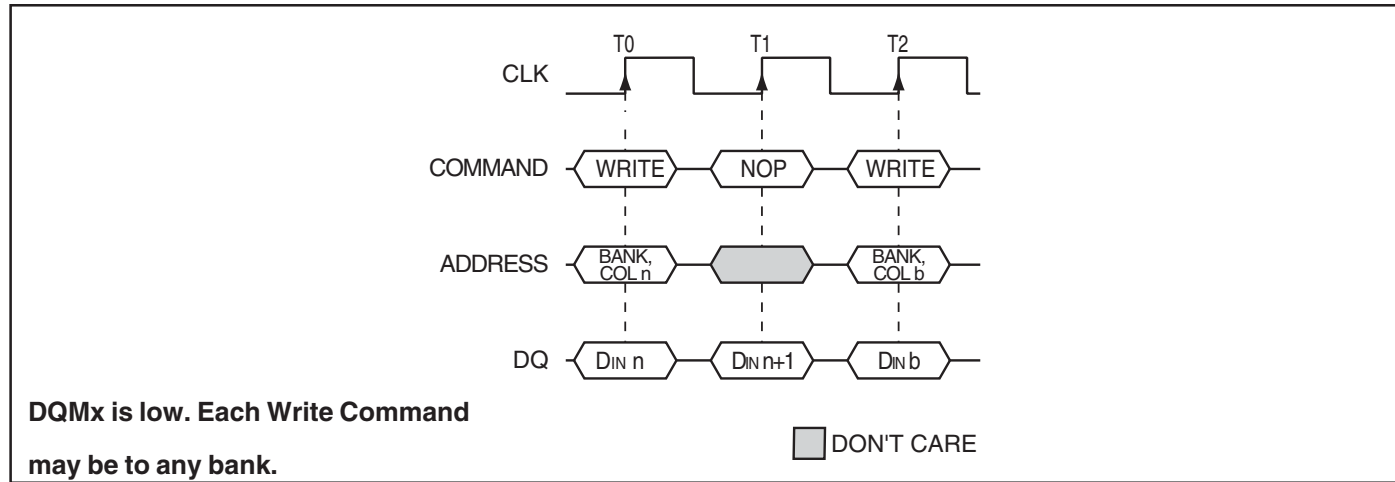 T0 T1 T2
CLK
COMMAND WRITE NOP WRITE
ADDRESS BANK, COL n BANK, COL b
DQ DIN n DIN n+1 DIN b
DQMx is low. Each Write Command
may be to any bank.
DON'T CARE